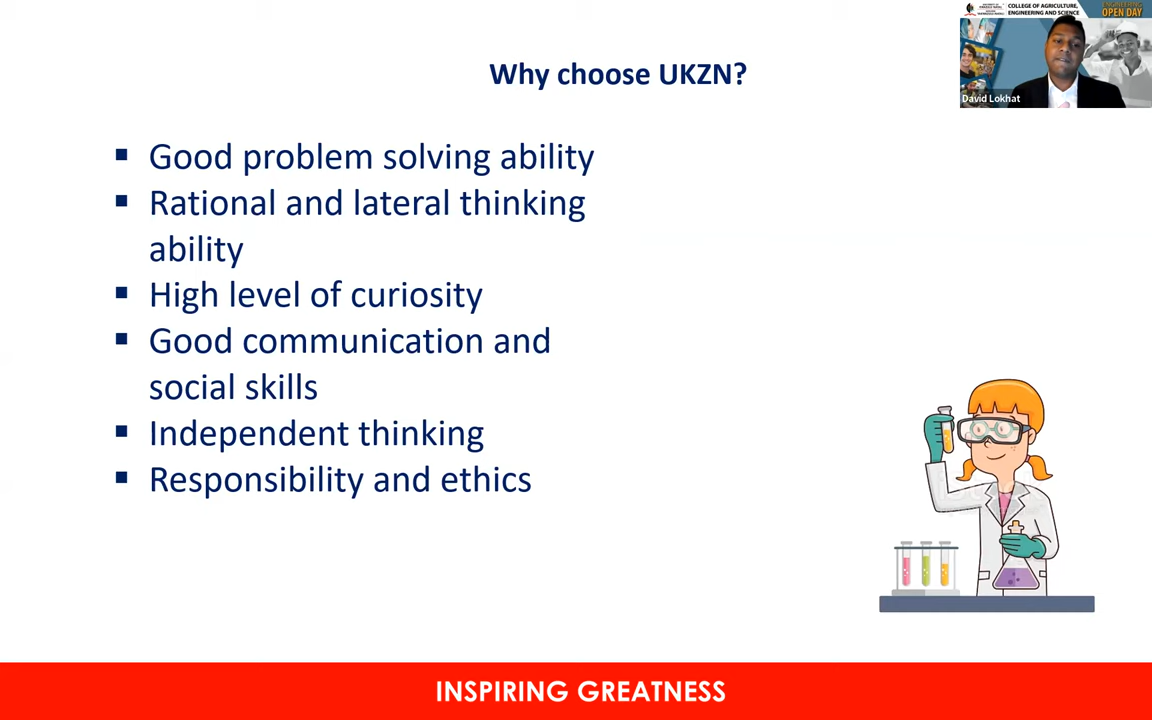 COLLEGE OF AGRICULTURE,
ENGINEERING AND SCIENCE
ENGINEERING
OPEN DAY
David Lokhat
Why choose UKZN?
▪ Good problem solving ability
▪ Rational and lateral thinking
ability
▪ High level of curiosity
▪ Good communication and
social skills
▪ Independent thinking
▪ Responsibility and ethics
INSPIRING GREATNESS